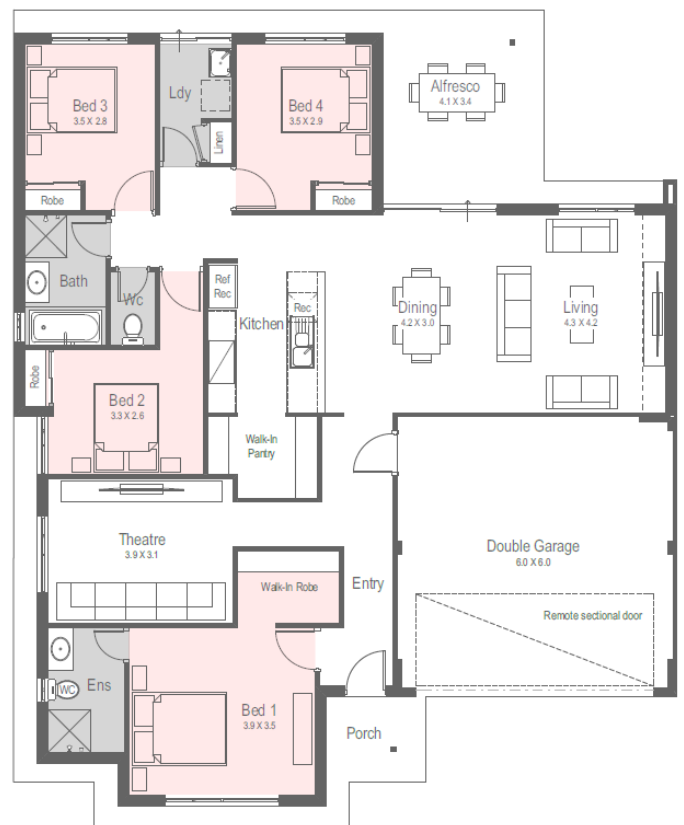 Bed 3
3.5 X 2.8
Ldy
Linen
Bed 4
3.5 X 2.9
Alfresco
4.1 X 3.4
Robe
Robe
Bath
Wc
Ref
Rec
Kitchen
Rec
Dining
4.2 X 3.0
Living
4.3 X 4.2
Robe
Bed 2
3.3 X 2.6
Walk-In
Pantry
Theatre
3.9 X 3.1
Double Garage
6.0 X 6.0
Walk-In Robe
Entry
Remote sectional door
Ens
WC
Bed 1
3.9 X 3.5
Porch